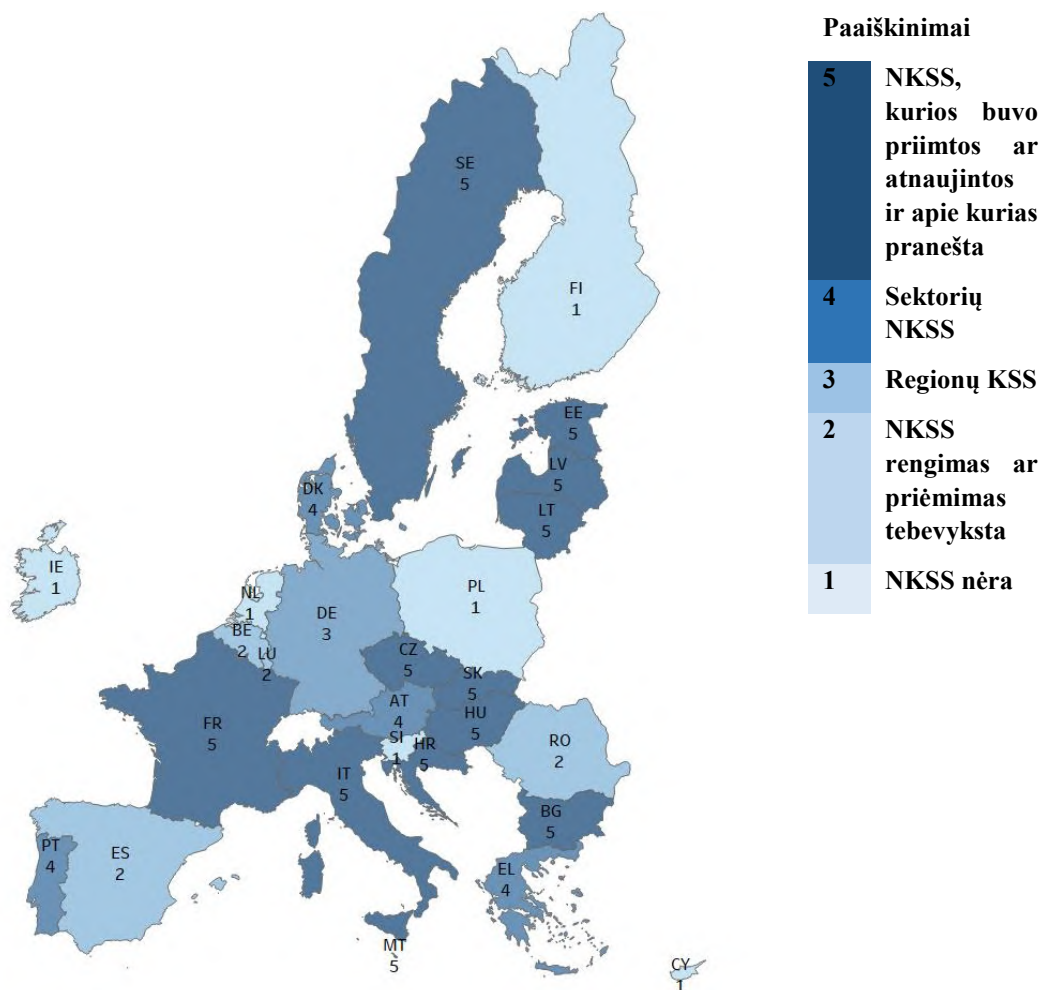 Paaiškinimai
5 NKSS,
kurios buvo
priimtos ar
atnaujintos
ir apie kurias
pranešta
4 Sektorių
NKSS
3 Regionų KSS
2 NKSS
rengimas ar
priėmimas
tebevyksta
1 NKSS nėra
SE
5
FI
1
EE
5
LV
5
LT
5
DK
4
IE
1
NL
1
PL
1
DE
3
BE
2
LU
2
CZ
5
SK
5
AT
4
HU
5
FR
5
SI
1
HR
5
RO
2
IT
5
BG
5
PT
4
ES
2
EL
4
MT
5
CY
1